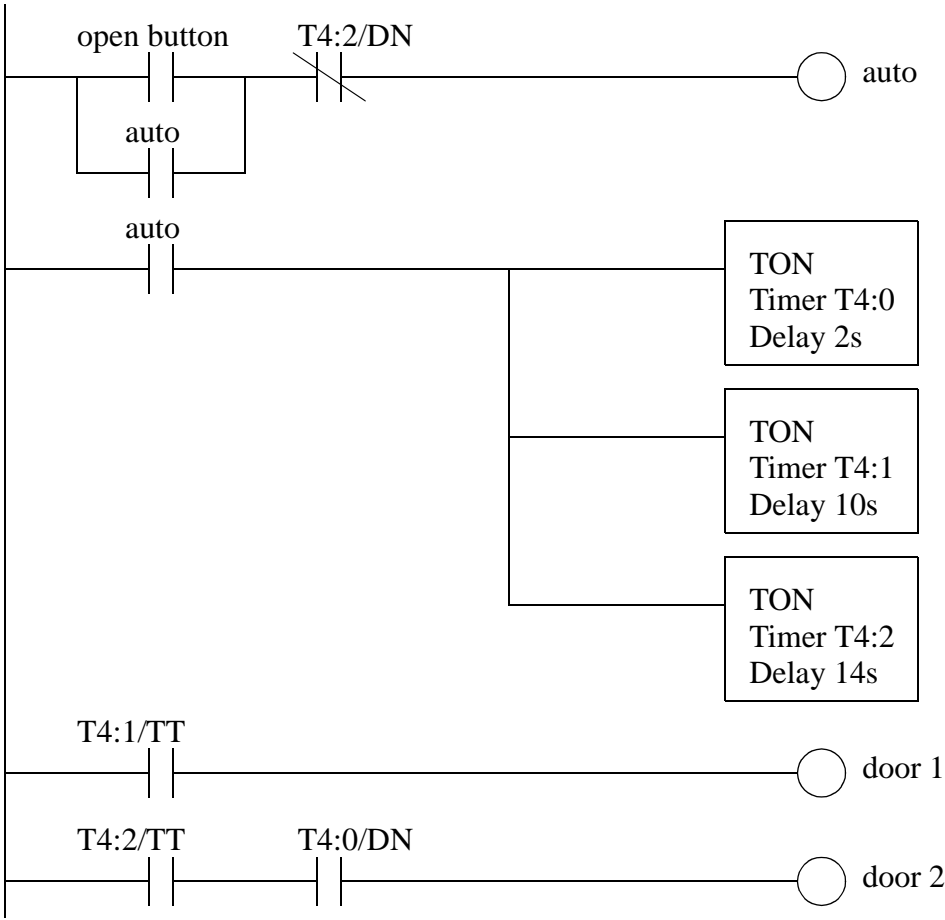 open button
T4:2/DN
auto
auto
auto
TON
Timer T4:0
Delay 2s
TON
Timer T4:1
Delay 10s
TON
Timer T4:2
Delay 14s
T4:1/TT
door 1
T4:2/TT
T4:0/DN
door 2